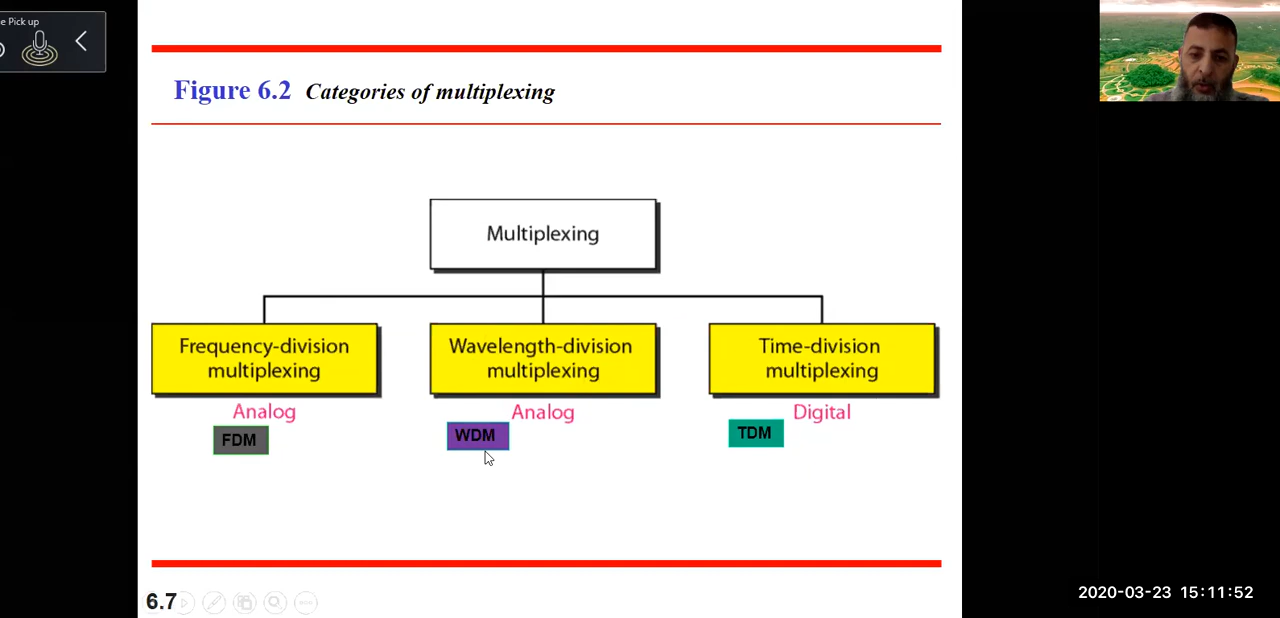 e Pick up
Figure 6.2 Categories of multiplexing
Multiplexing
Frequency-division
multiplexing
Analog
FDM
Wavelength-division
multiplexing
Analog
WDM
Time-division
multiplexing
Digital
TDM
6.7
2020-03-23 15:11:52